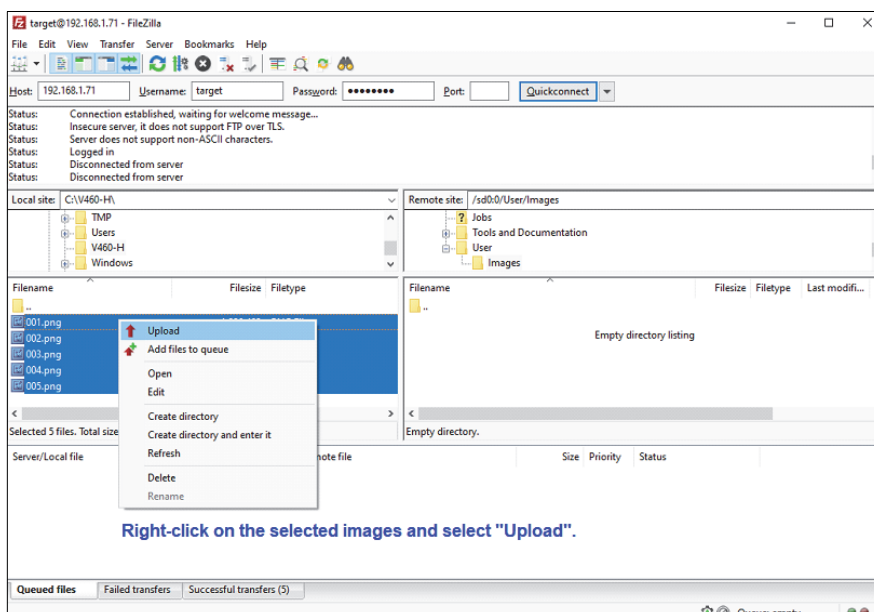 target@192.168.1.71 - FileZilla
File Edit View Transfer Server Bookmarks Help
Host: 192.168.1.71 Username: target Password: ●●●●●●●● Port: Quickconnect
Status: Connection established, waiting for welcome message...
Status: Insecure server, it does not support FTP over TLS.
Status: Server does not support non-ASCII characters.
Status: Logged in
Status: Disconnected from server
Status: Disconnected from server
Local site: C:\V460-H\
TMP
Users
V460-H
Windows
Remote site: /sd0:0/User/Images
? Jobs
Tools and Documentation
User
Images
Filename Filesize Filetype
..
001.png
002.png
003.png
004.png
005.png
Selected 5 files. Total size
Filename Filesize Filetype Last modifi...
..
Empty directory listing
Empty directory.
Upload
Add files to queue
Open
Edit
Create directory
Create directory and enter it
Refresh
Delete
Rename
Server/Local file file Size Priority Status
Right-click on the selected images and select "Upload".
Queued files Failed transfers Successful transfers (5)